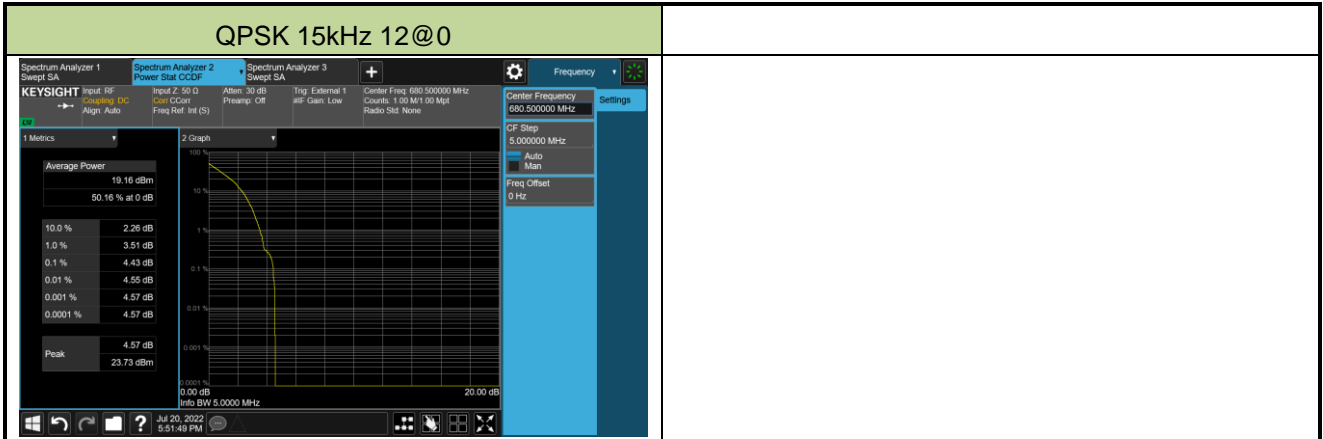 QPSK 15kHz 12@0
Spectrum Analyzer 1
Swept SA
Spectrum Analyzer 2
Power Stat CCDF
Spectrum Analyzer 3
Swept SA
+
Frequency
KEYSIGHT
Input: RF
Coupling: DC
Align: Auto
Input Z: 50 Ω
Corr CCorr
Freq Ref: Int (S)
Atten: 30 dB
Preamp: Off
Trig: External 1
#IF Gain: Low
Center Freq: 680.500000 MHz
Counts: 1.00 M/1.00 Mpt
Radio Std: None
Center Frequency
680.500000 MHz
Settings
CF Step
5.000000 MHz
Auto
Man
Freq Offset
0 Hz
1 Metrics
2 Graph
Average Power
19.16 dBm
50.16 % at 0 dB
10.0 % 2.26 dB
1.0 % 3.51 dB
0.1 % 4.43 dB
0.01 % 4.55 dB
0.001 % 4.57 dB
0.0001 % 4.57 dB
Peak
4.57 dB
23.73 dBm
100 %
10 %
1 %
0.1 %
0.01 %
0.001 %
0.0001 %
0.00 dB 20.00 dB
Info BW 5.0000 MHz
?
Jul 20, 2022
5:51:49 PM